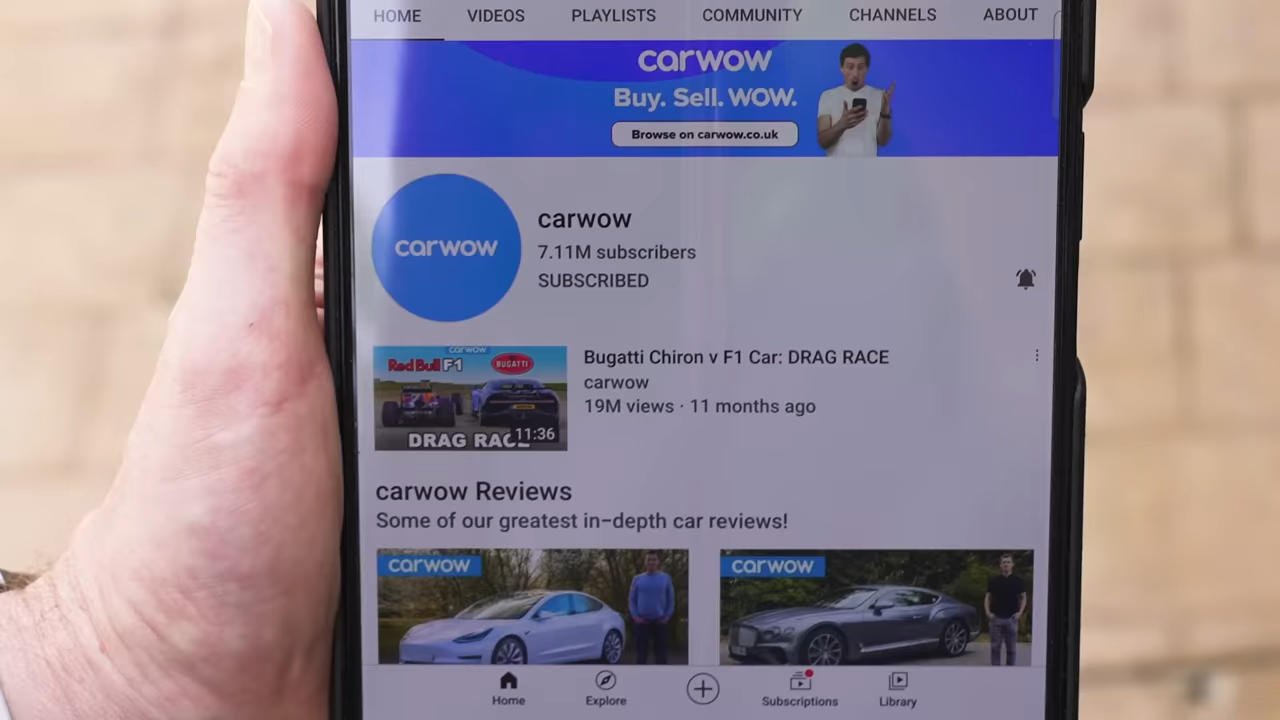 HOME VIDEOS PLAYLISTS COMMUNITY CHANNELS ABOUT
carwow
Buy. Sell. WOW.
Browse on carwow.co.uk
carwow
carwow
7.11M subscribers
SUBSCRIBED
carwow
Red Bull F1
BUGATTI
DRAG RACE
11:36
Bugatti Chiron v F1 Car: DRAG RACE
carwow
19M views · 11 months ago
carwow Reviews
Some of our greatest in-depth car reviews!
carwow
carwow
Home Explore Subscriptions Library